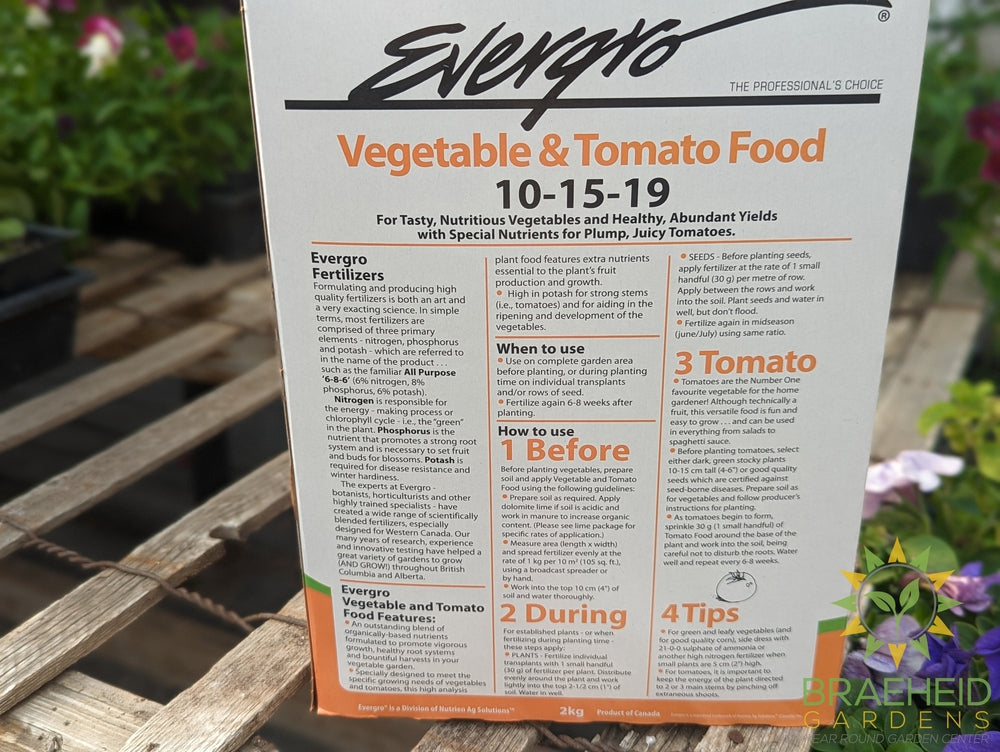 Evergro®
THE PROFESSIONAL'S CHOICE
Vegetable & Tomato Food
10-15-19
For Tasty, Nutritious Vegetables and Healthy, Abundant Yields
with Special Nutrients for Plump, Juicy Tomatoes.
Evergro
Fertilizers
Formulating and producing high
quality fertilizers is both an art and
a very exacting science. In simple
terms, most fertilizers are
comprised of three primary
elements - nitrogen, phosphorus
and potash - which are referred to
in the name of the product . . .
such as the familiar All Purpose
'6-8-6' (6% nitrogen, 8%
phosphorus, 6% potash).
Nitrogen is responsible for
the energy - making process or
chlorophyll cycle - i.e., the "green"
in the plant. Phosphorus is the
nutrient that promotes a strong root
system and is necessary to set fruit
and buds for blossoms. Potash is
required for disease resistance and
winter hardiness.
The experts at Evergro -
botanists, horticulturists and other
highly trained specialists - have
created a wide range of scientifically
blended fertilizers, especially
designed for Western Canada. Our
many years of research, experience
and innovative testing have helped a
great variety of gardens to grow
(AND GROW!) throughout British
Columbia and Alberta.
Evergro
Vegetable and Tomato
Food Features:
• An outstanding blend of
organically-based nutrients
formulated to promote vigorous
growth, healthy root systems
and bountiful harvests in your
vegetable garden.
• Specially designed to meet the
specific growing needs of vegetables
and tomatoes, this high analysis
plant food features extra nutrients
essential to the plant's fruit
production and growth.
• High in potash for strong stems
(i.e., tomatoes) and for aiding in the
ripening and development of the
vegetables.
When to use
• Use on complete garden area
before planting, or during planting
time on individual transplants
and/or rows of seed.
• Fertilize again 6-8 weeks after
planting.
How to use
1 Before
Before planting vegetables, prepare
soil and apply Vegetable and Tomato
Food using the following guidelines:
• Prepare soil as required. Apply
dolomite lime if soil is acidic and
work in manure to increase organic
content. (Please see lime package for
specific rates of application.)
• Measure area (length x width)
and spread fertilizer evenly at the
rate of 1 kg per 10 m² (105 sq. ft.),
using a broadcast spreader or
by hand.
• Work into the top 10 cm (4") of
soil and water thoroughly.
2 During
For established plants - or when
fertilizing during planting time -
these steps apply:
• PLANTS - Fertilize individual
transplants with 1 small handful
(30 g) of fertilizer per plant. Distribute
evenly around the plant and work
lightly into the top 2-1/2 cm (1") of
soil. Water in well.
• SEEDS - Before planting seeds,
apply fertilizer at the rate of 1 small
handful (30 g) per metre of row.
Apply between the rows and work
into the soil. Plant seeds and water in
well, but don't flood.
• Fertilize again in midseason
(june/July) using same ratio.
3 Tomato
• Tomatoes are the Number One
favourite vegetable for the home
gardener! Although technically a
fruit, this versatile food is fun and
easy to grow . . . and can be used
in everything from salads to
spaghetti sauce.
• Before planting tomatoes, select
either dark, green stocky plants
10-15 cm tall (4-6") or good quality
seeds which are certified against
seed-borne diseases. Prepare soil as
for vegetables and follow producer's
instructions for planting.
• As tomatoes begin to form,
sprinkle 30 g (1 small handful) of
Tomato Food around the base of the
plant and work into the soil, being
careful not to disturb the roots. Water
well and repeat every 6-8 weeks.
4 Tips
• For green and leafy vegetables (and
for good quality corn), side dress with
21-0-0 sulphate of ammonia or
another high nitrogen fertilizer when
small plants are 5 cm (2") high.
• For tomatoes, it is important to
keep the energy of the plant directed
to 2 or 3 main stems by pinching off
extraneous shoots.
Evergro® is a Division of Nutrien Ag Solutions™
2kg
Product of Canada
BRAEHEID
GARDENS
YEAR ROUND GARDEN CENTER